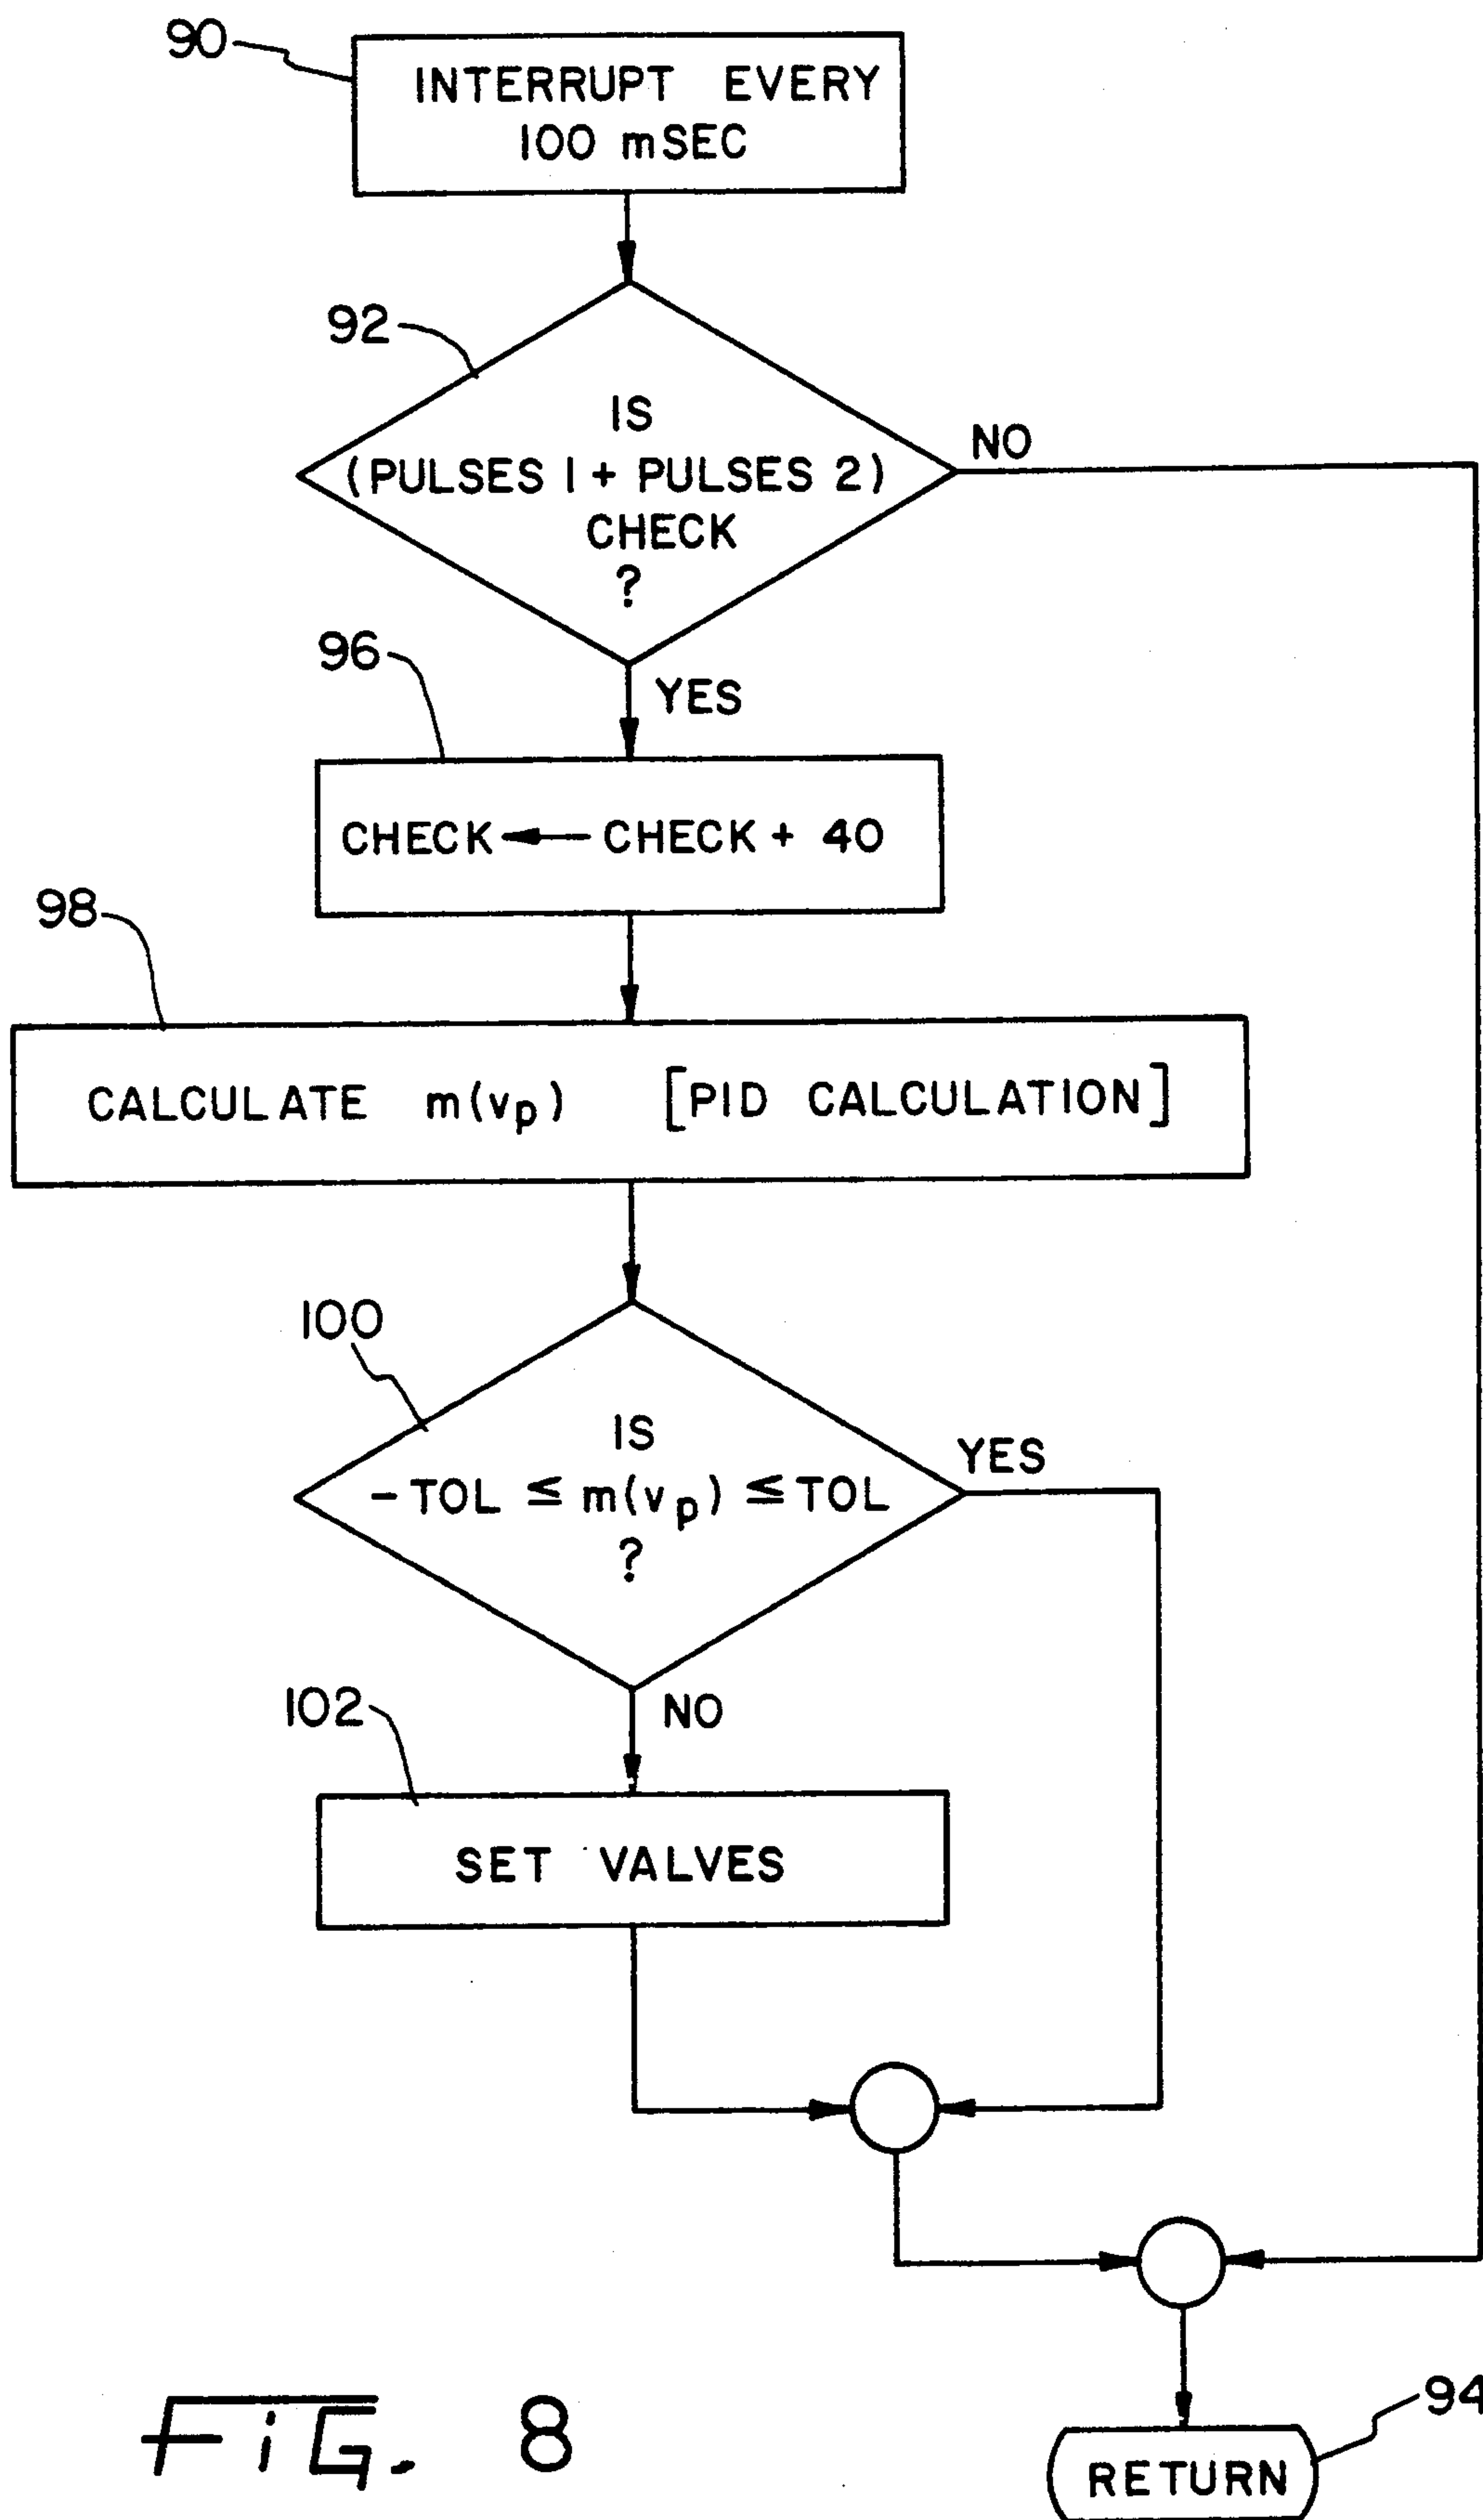 90
INTERRUPT EVERY
100 mSEC
92
IS
(PULSES 1 + PULSES 2)
CHECK
?
NO
YES
96
CHECK ← CHECK + 40
98
CALCULATE m(vp) [PID CALCULATION]
100
IS
- TOL ≤ m(vp) ≤ TOL
?
YES
NO
102
SET VALVES
94
RETURN
FIG. 8